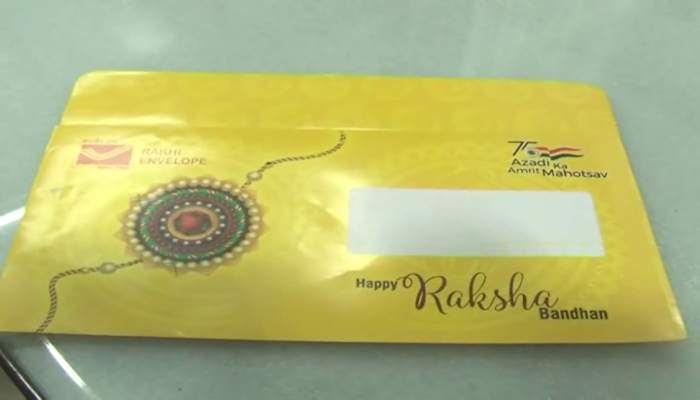 RAKHI
ENVELOPE
75
Azadi Ka
Amrit Mahotsav
Happy Raksha
Bandhan